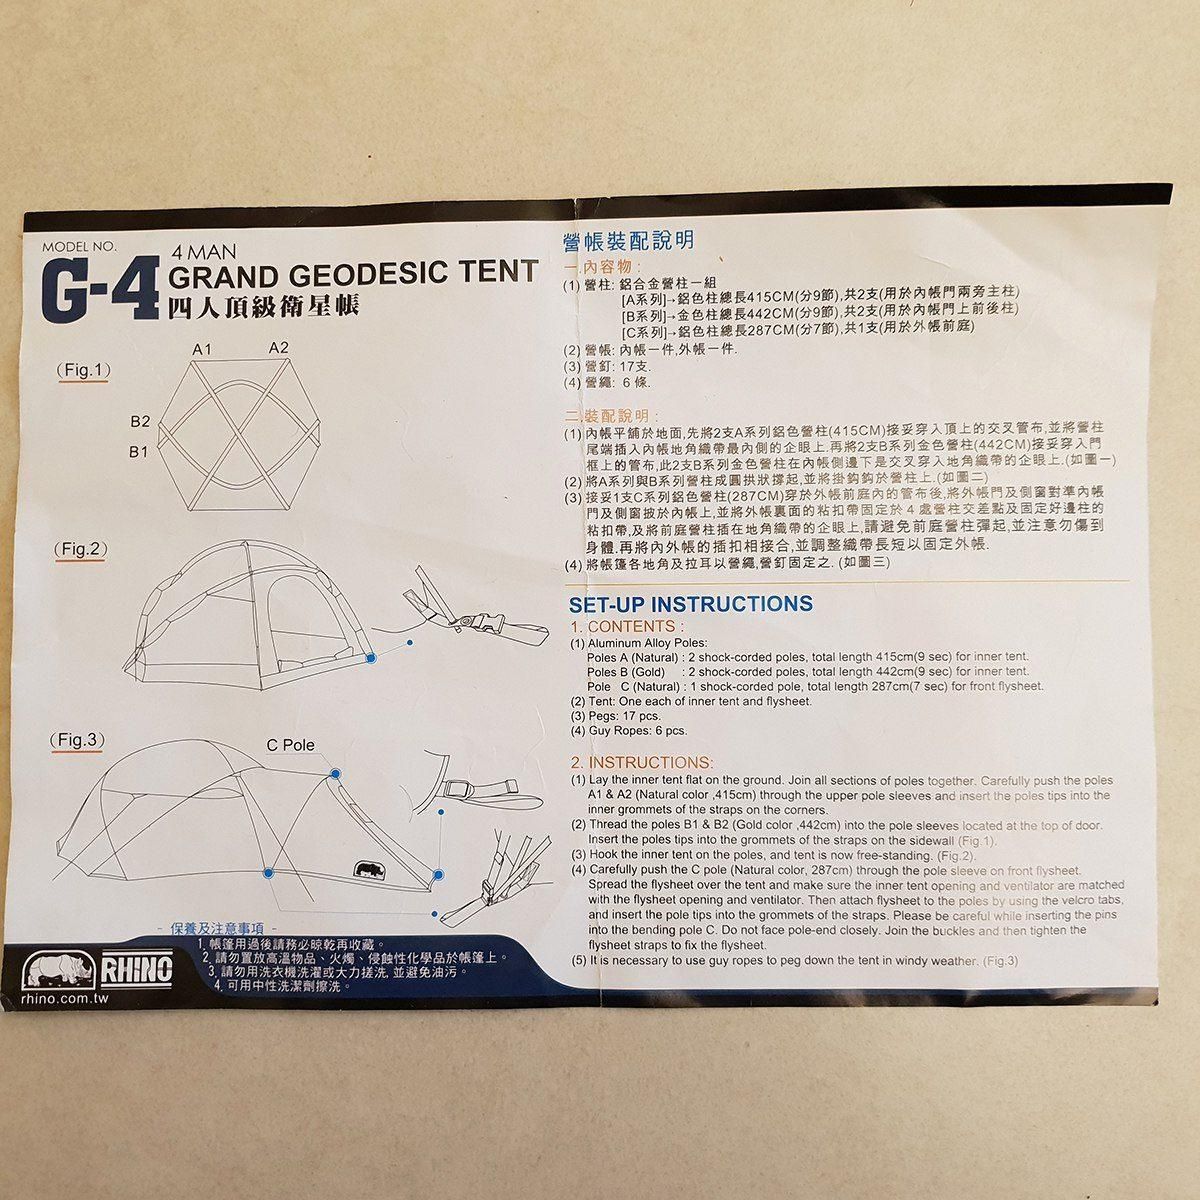 MODEL NO.
G-4
4 MAN
GRAND GEODESIC TENT
四人頂級衛星帳
(Fig.1)
A1
A2
B2
B1
(Fig.2)
(Fig.3)
C Pole
- 保養及注意事項 -
1. 帳篷用過後請務必晾乾再收藏。
2. 請勿置放高溫物品、火燭、侵蝕性化學品於帳篷上。
3. 請勿用洗衣機洗濯或大力搓洗, 並避免油污。
4. 可用中性洗潔劑擦洗。
RHINO
rhino.com.tw
營帳裝配說明
一.內容物 :
(1) 營柱: 鋁合金營柱一組
[A系列]→鋁色柱總長415CM(分9節),共2支(用於內帳門兩旁主柱)
[B系列]→金色柱總長442CM(分9節),共2支(用於內帳門上前後柱)
[C系列]→鋁色柱總長287CM(分7節),共1支(用於外帳前庭)
(2) 營帳: 內帳一件,外帳一件.
(3) 營釘: 17支.
(4) 營繩: 6 條.
二.裝配說明 :
(1) 內帳平舖於地面,先將2支A系列鋁色營柱(415CM)接妥穿入頂上的交叉管布,並將營柱
尾端插入內帳地角織帶最內側的企眼上.再將2支B系列金色營柱(442CM)接妥穿入門
框上的管布,此2支B系列金色營柱在內帳側邊下是交叉穿入地角織帶的企眼上.(如圖一)
(2) 將A系列與B系列營柱成圓拱狀撐起,並將掛鈎鈎於營柱上.(如圖二)
(3) 接妥1支C系列鋁色營柱(287CM)穿於外帳前庭內的管布後,將外帳門及側窗對準內帳
門及側窗披於內帳上,並將外帳裏面的粘扣帶固定於 4 處營柱交差點及固定好邊柱的
粘扣帶,及將前庭營柱插在地角織帶的企眼上,請避免前庭營柱彈起,並注意勿傷到
身體.再將內外帳的插扣相接合,並調整織帶長短以固定外帳.
(4) 將帳篷各地角及拉耳以營繩,營釘固定之. (如圖三)
SET-UP INSTRUCTIONS
1. CONTENTS :
(1) Aluminum Alloy Poles:
Poles A (Natural) : 2 shock-corded poles, total length 415cm(9 sec) for inner tent.
Poles B (Gold) : 2 shock-corded poles, total length 442cm(9 sec) for inner tent.
Pole C (Natural) : 1 shock-corded pole, total length 287cm(7 sec) for front flysheet.
(2) Tent: One each of inner tent and flysheet.
(3) Pegs: 17 pcs.
(4) Guy Ropes: 6 pcs.
2. INSTRUCTIONS:
(1) Lay the inner tent flat on the ground. Join all sections of poles together. Carefully push the poles
A1 & A2 (Natural color ,415cm) through the upper pole sleeves and insert the poles tips into the
inner grommets of the straps on the corners.
(2) Thread the poles B1 & B2 (Gold color ,442cm) into the pole sleeves located at the top of door.
Insert the poles tips into the grommets of the straps on the sidewall (Fig.1).
(3) Hook the inner tent on the poles, and tent is now free-standing. (Fig.2).
(4) Carefully push the C pole (Natural color, 287cm) through the pole sleeve on front flysheet.
Spread the flysheet over the tent and make sure the inner tent opening and ventilator are matched
with the flysheet opening and ventilator. Then attach flysheet to the poles by using the velcro tabs,
and insert the pole tips into the grommets of the straps. Please be careful while inserting the pins
into the bending pole C. Do not face pole-end closely. Join the buckles and then tighten the
flysheet straps to fix the flysheet.
(5) It is necessary to use guy ropes to peg down the tent in windy weather. (Fig.3)